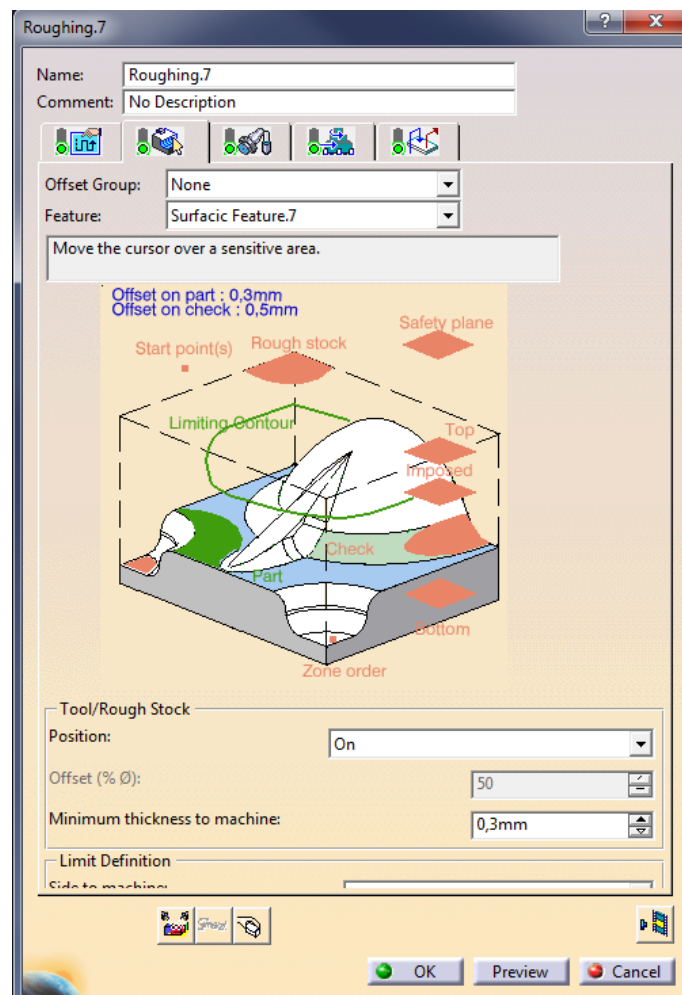 Roughing.7
?
X
Name: Roughing.7
Comment: No Description
Offset Group: None
Feature: Surfacic Feature.7
Move the cursor over a sensitive area.
Offset on part : 0,3mm
Offset on check : 0,5mm
Safety plane
Start point(s) Rough stock
Limiting Contour
Top
Imposed
Check
Part
Bottom
Zone order
Tool/Rough Stock
Position: On
Offset (% Ø): 50
Minimum thickness to machine: 0,3mm
Limit Definition
Side to machine:
OK Preview Cancel